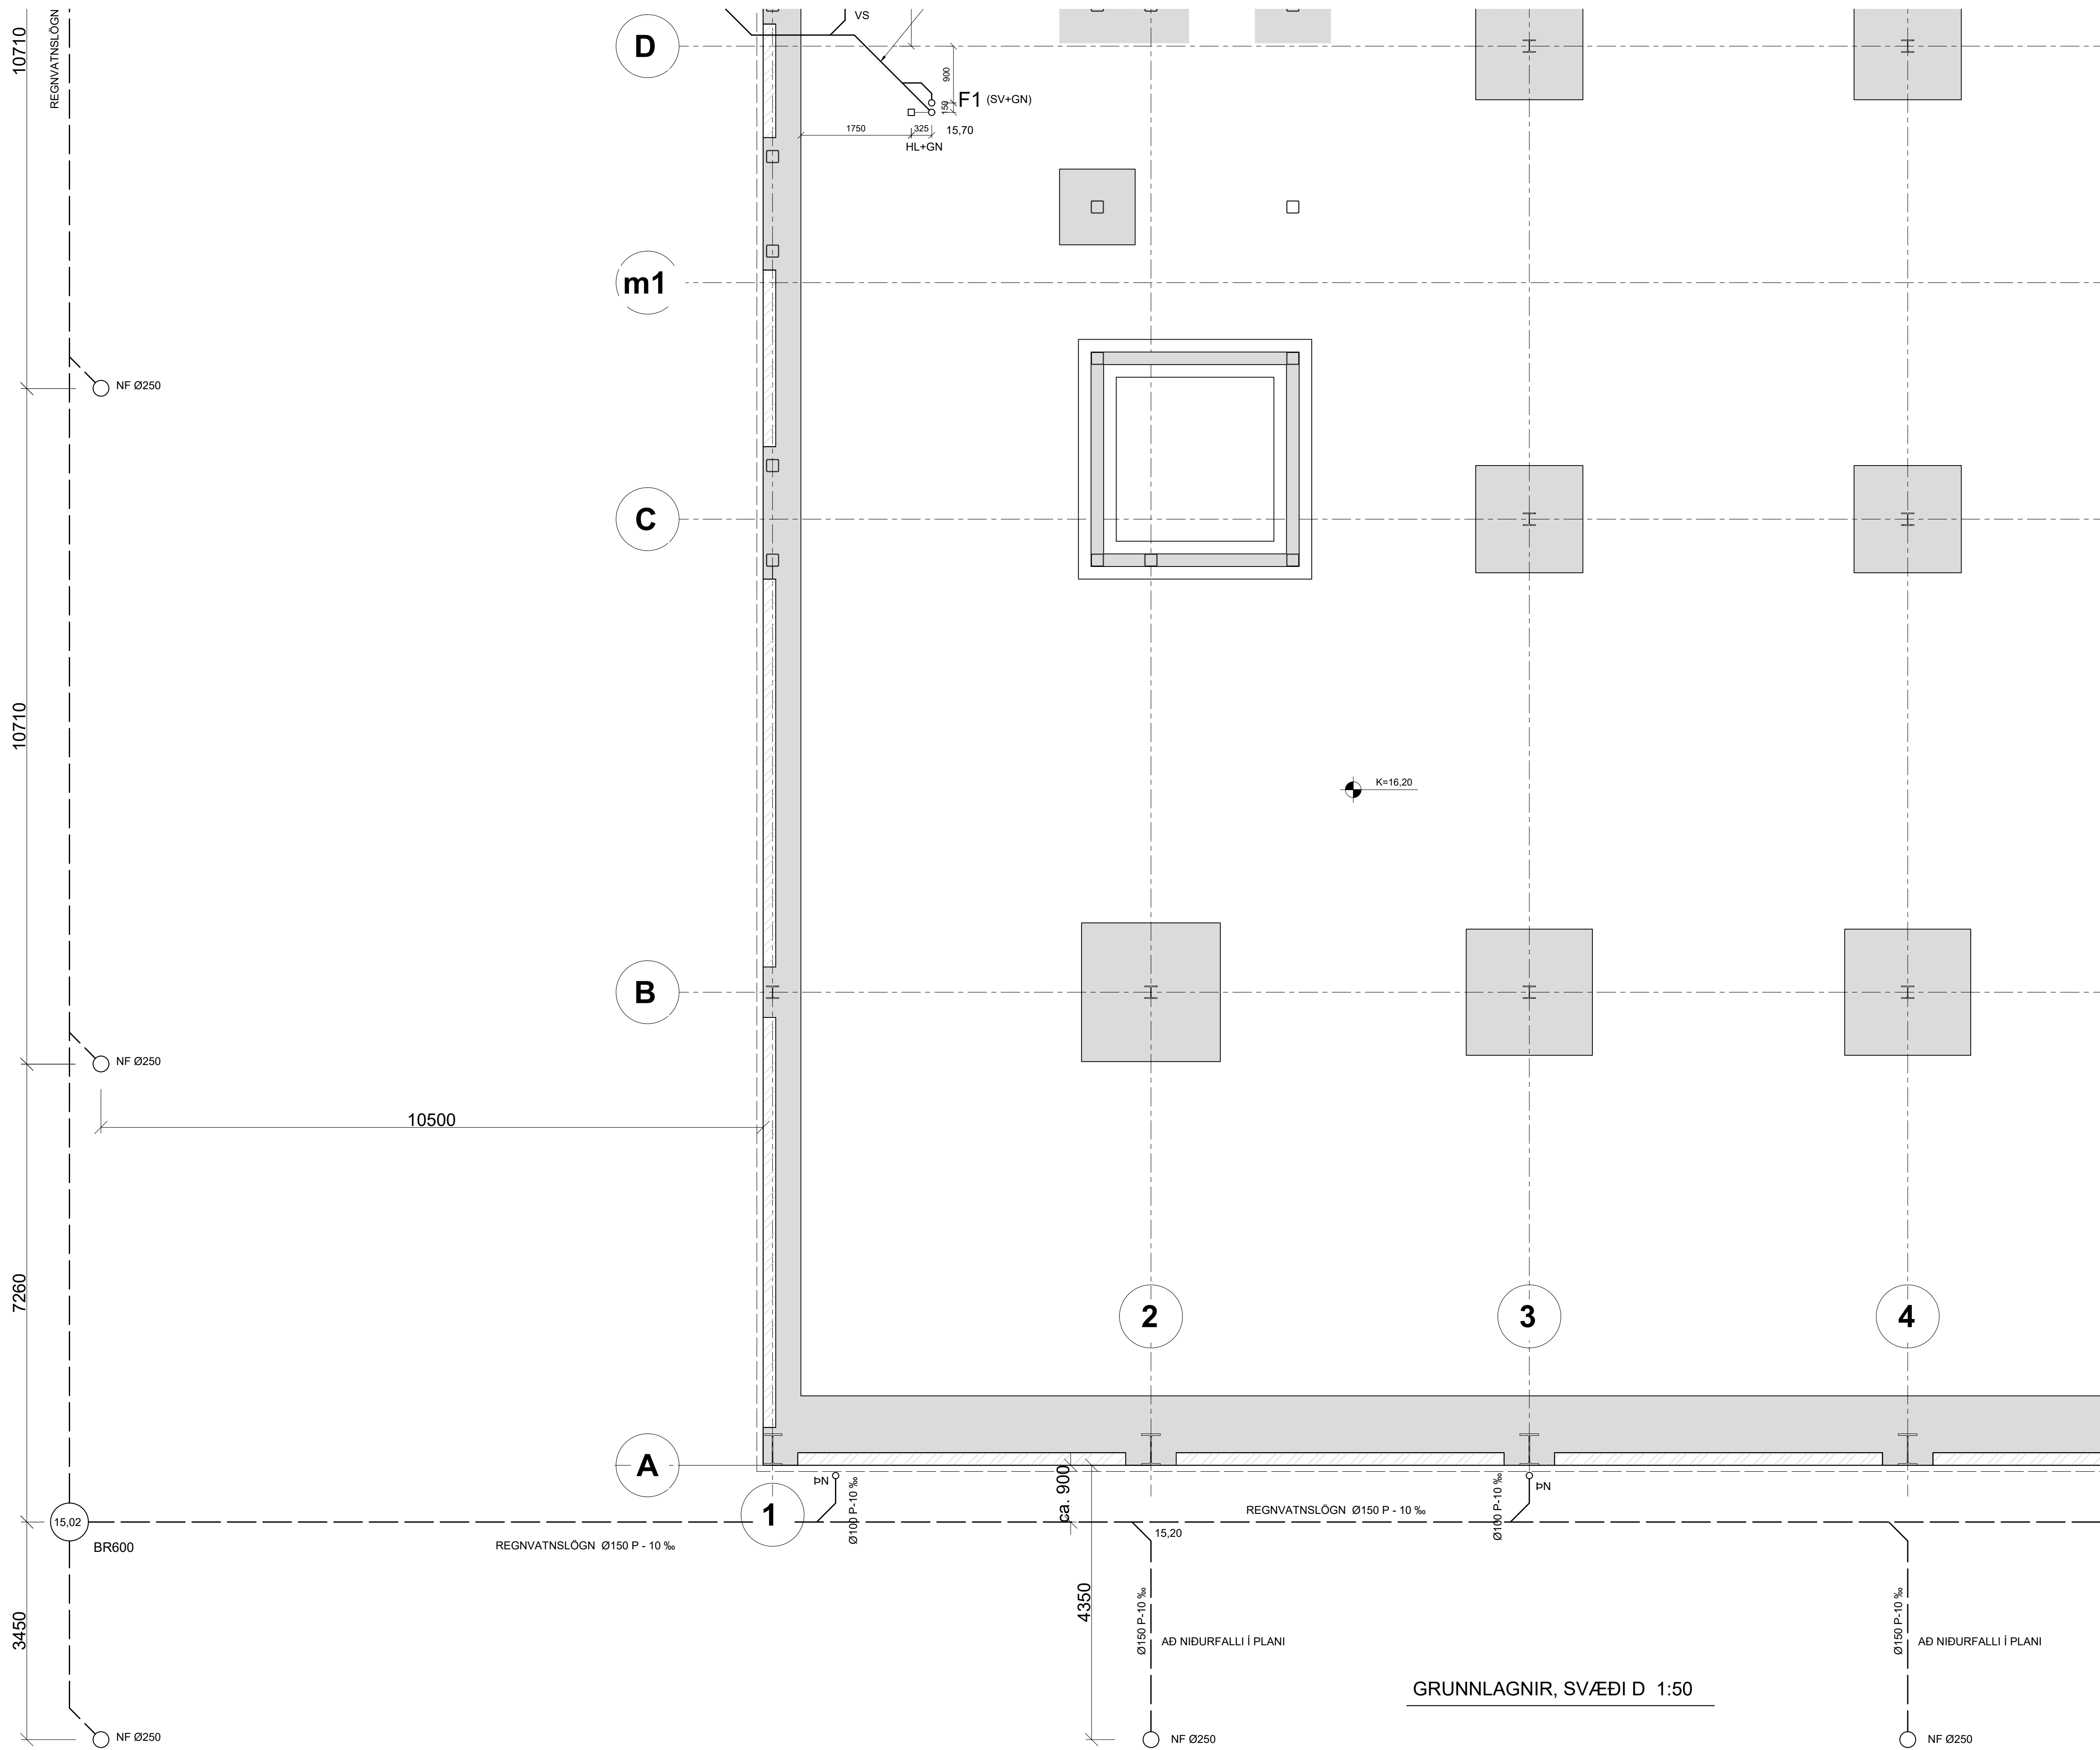 10710
REGNVATNSLÖGN
D
VS
900
150
F1 (SV+GN)
1750
325
15,70
HL+GN
m1
NF Ø250
C
10710
K=16,20
B
NF Ø250
10500
7260
2
3
4
A
ÞN
Ø100 P-10 ‰
ca. 900
Ø100 P-10 ‰
ÞN
1
15,02
BR600
REGNVATNSLÖGN Ø150 P - 10 ‰
REGNVATNSLÖGN Ø150 P - 10 ‰
15,20
3450
4350
Ø150 P-10 ‰
AÐ NIÐURFALLI Í PLANI
Ø150 P-10 ‰
AÐ NIÐURFALLI Í PLANI
GRUNNLAGNIR, SVÆÐI D 1:50
NF Ø250
NF Ø250
NF Ø250